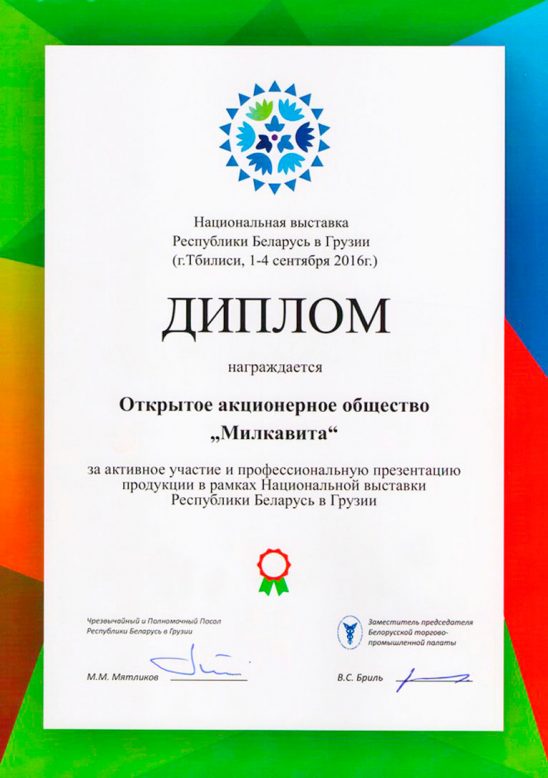 Национальная выставка
Республики Беларусь в Грузии
(г.Тбилиси, 1-4 сентября 2016г.)
ДИПЛОМ
награждается
Открытое акционерное общество
„Милкавита“
за активное участие и профессиональную презентацию
продукции в рамках Национальной выставки
Республики Беларусь в Грузии
Чрезвычайный и Полномочный Посол
Республики Беларусь в Грузии
М.М. Мятликов
Заместитель председателя
Белорусской торгово-
промышленной палаты
В.С. Бриль